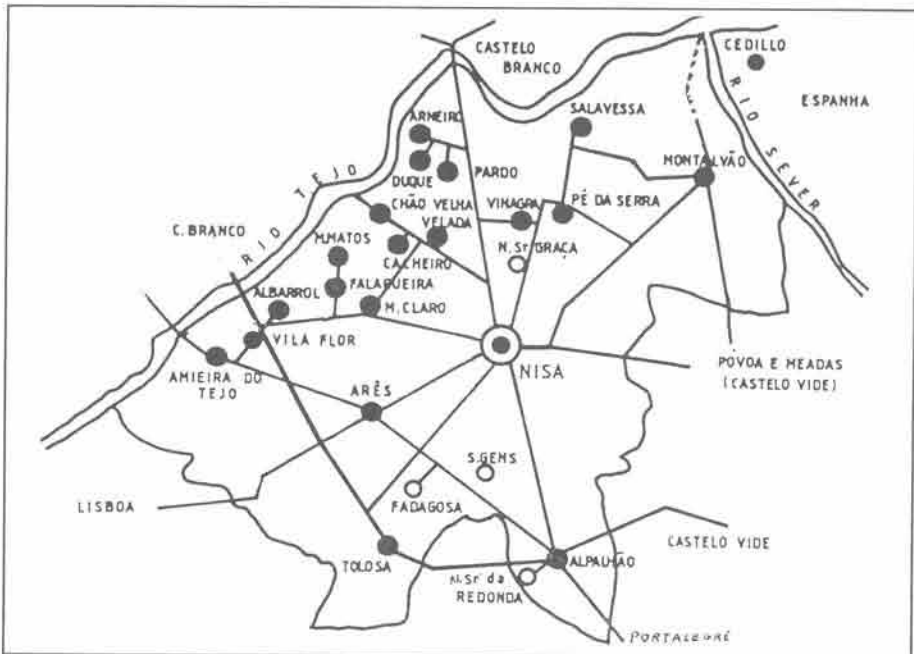 CASTELO
BRANCO
CEDILLO
ESPANHA
RIO SEVER
SALAVESSA
ARNEIRO
MONTALVÃO
DUQUE
PARDO
RIO TEJO
CHÃO VELHA
VELADA
VINAGRA
PÉ DA SERRA
C. BRANCO
M.MATOS
CACHEIRO
N. Srª GRAÇA
FALAGUEIRA
ALBARROL
M. CLARO
VILA FLOR
NISA
AMIEIRA DO
TEJO
PÓVOA E MEADAS
(CASTELO VIDE)
ARÊS
S.GENS
LISBOA
FADAGOSA
CASTELO VIDE
TOLOSA
ALPALHÃO
N.Srª da
REDONDA
PORTALEGRE